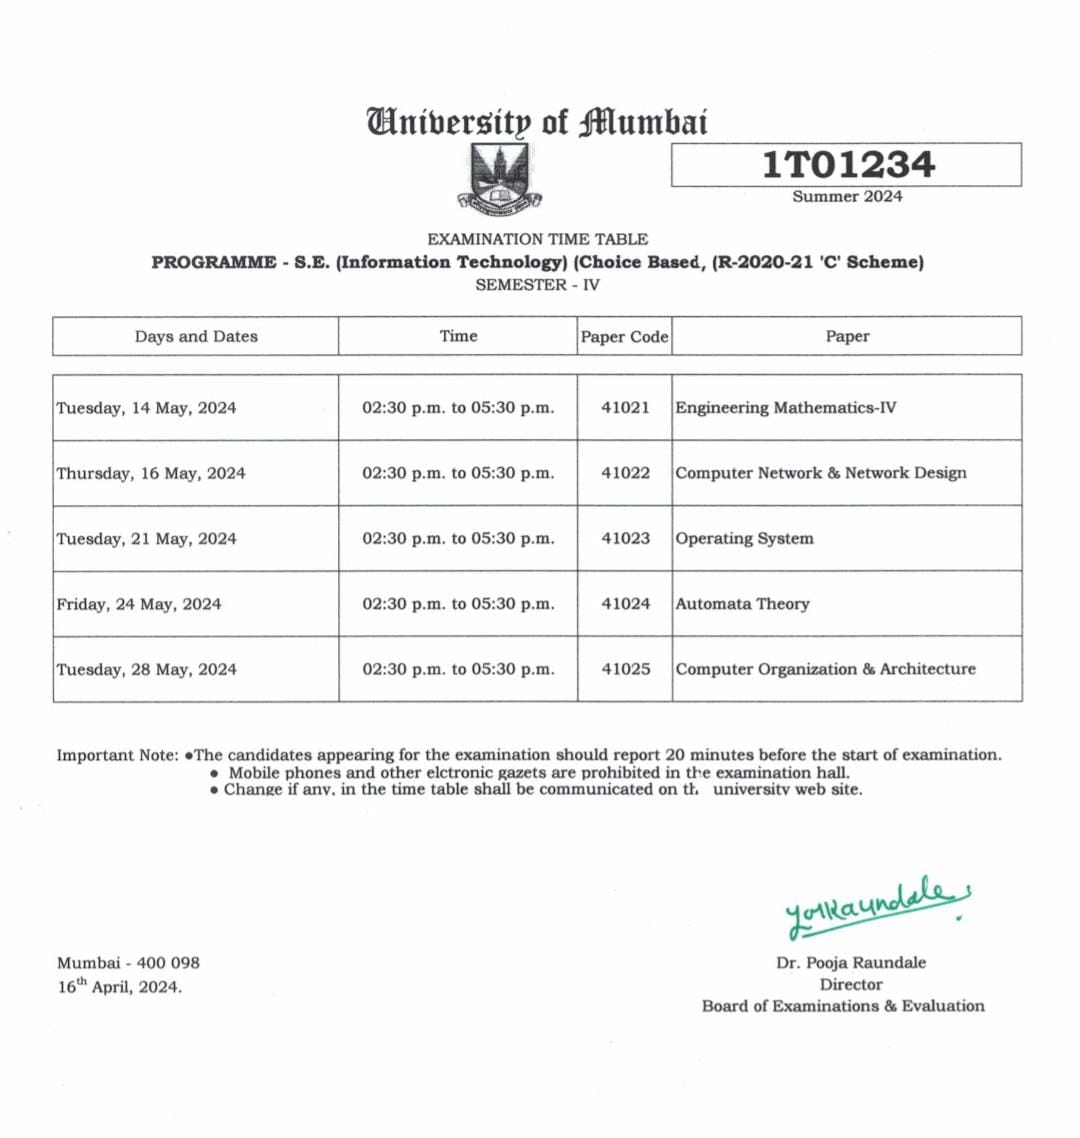 University of Mumbai
1T01234
Summer 2024
EXAMINATION TIME TABLE
PROGRAMME - S.E. (Information Technology) (Choice Based, (R-2020-21 'C' Scheme)
SEMESTER - IV
Days and Dates Time Paper Code Paper
Tuesday, 14 May, 2024 02:30 p.m. to 05:30 p.m. 41021 Engineering Mathematics-IV
Thursday, 16 May, 2024 02:30 p.m. to 05:30 p.m. 41022 Computer Network & Network Design
Tuesday, 21 May, 2024 02:30 p.m. to 05:30 p.m. 41023 Operating System
Friday, 24 May, 2024 02:30 p.m. to 05:30 p.m. 41024 Automata Theory
Tuesday, 28 May, 2024 02:30 p.m. to 05:30 p.m. 41025 Computer Organization & Architecture
Important Note: ●The candidates appearing for the examination should report 20 minutes before the start of examination.
● Mobile phones and other elctronic gazets are prohibited in the examination hall.
● Change if any, in the time table shall be communicated on th university web site.
Mumbai - 400 098
16th April, 2024.
Dr. Pooja Raundale
Director
Board of Examinations & Evaluation